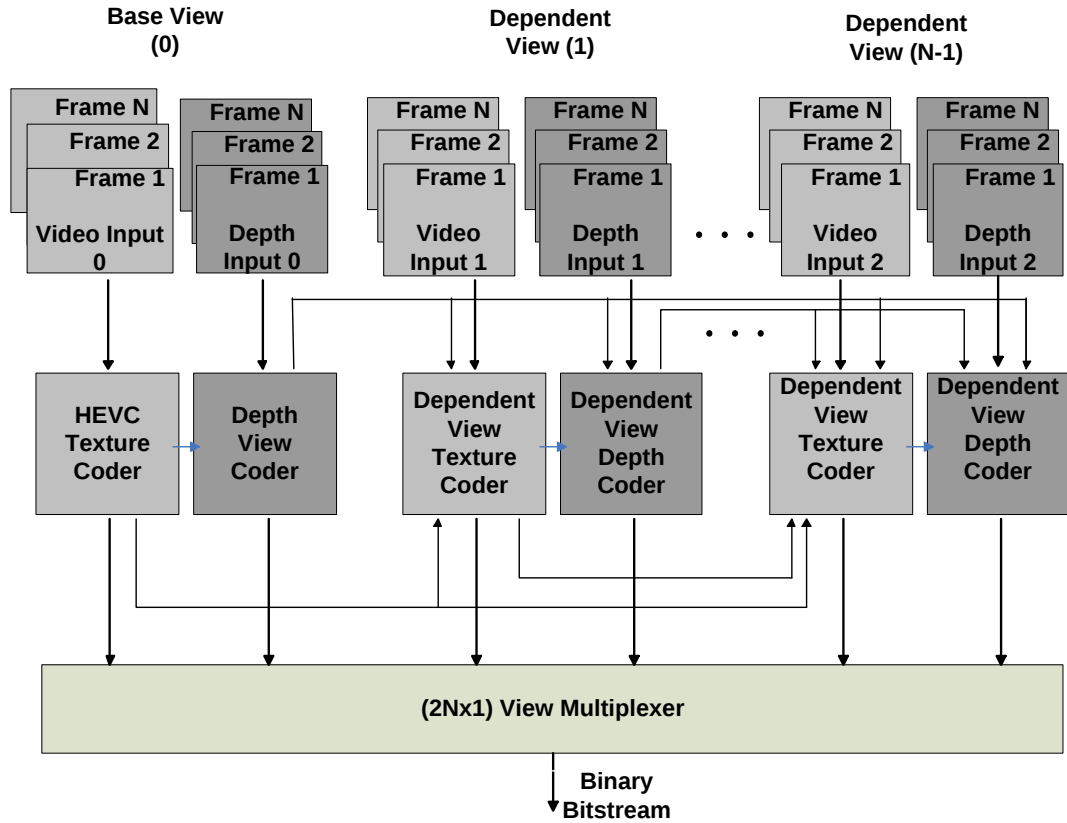 Base View
(0)
Dependent
View (1)
Dependent
View (N-1)
Frame N
Frame 2
Frame 1
Video Input
0
Frame N
Frame 2
Frame 1
Depth
Input 0
Frame N
Frame 2
Frame 1
Video
Input 1
Frame N
Frame 2
Frame 1
Depth
Input 1
. . .
Frame N
Frame 2
Frame 1
Video
Input 2
Frame N
Frame 2
Frame 1
Depth
Input 2
. . .
HEVC
Texture
Coder
Depth
View
Coder
Dependent
View
Texture
Coder
Dependent
View
Depth
Coder
Dependent
View
Texture
Coder
Dependent
View
Depth
Coder
(2Nx1) View Multiplexer
Binary
Bitstream